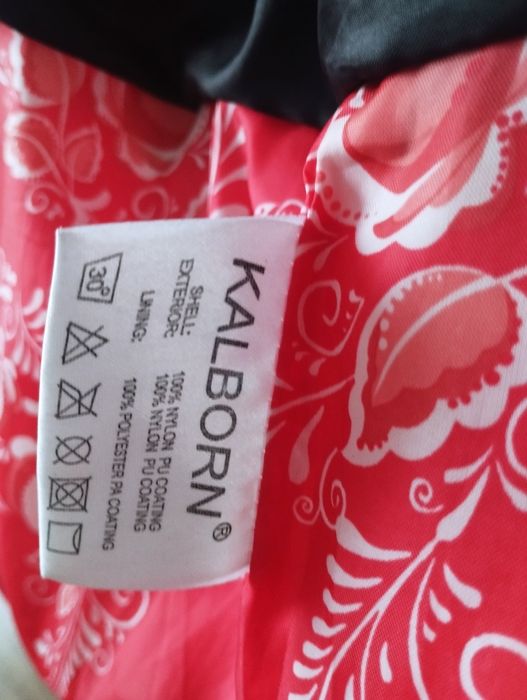 KALBORN®
SHELL: 100% NYLON PU COATING
EXTERIOR: 100% NYLON PU COATING
LINING: 100% POLYESTER PA COATING
30°